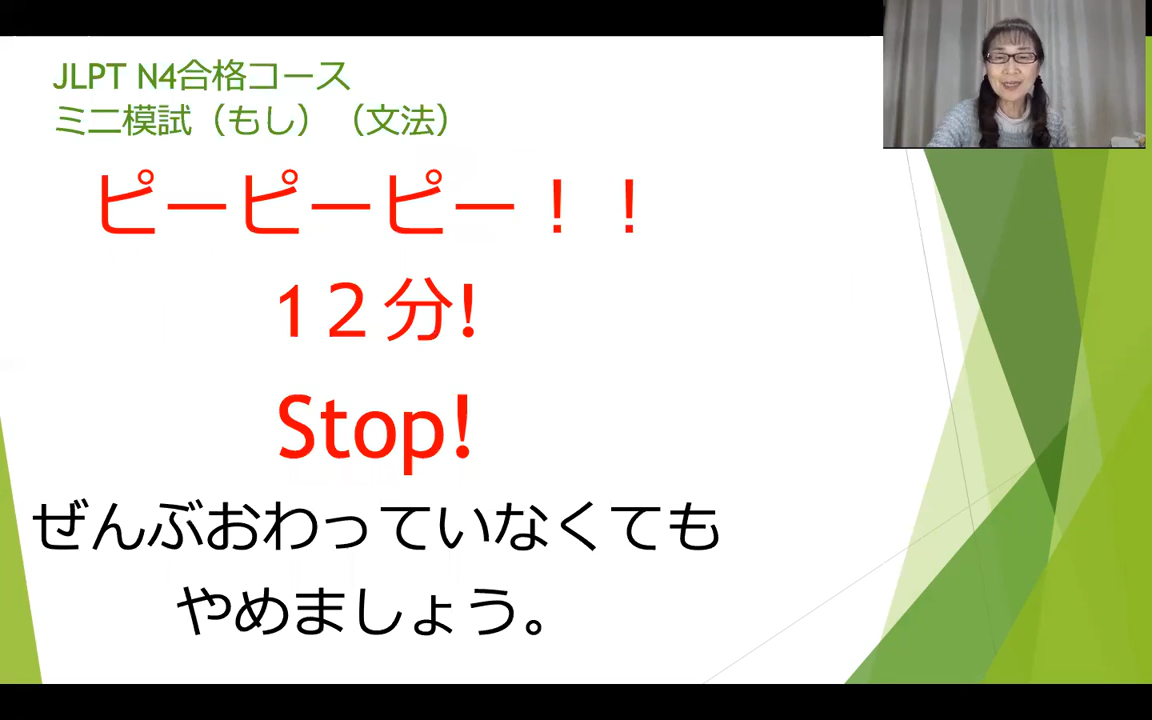 JLPT N4合格コース
ミニ模試（もし）（文法）
ピーピーピー！！
１２分!
Stop!
ぜんぶおわっていなくても
やめましょう。